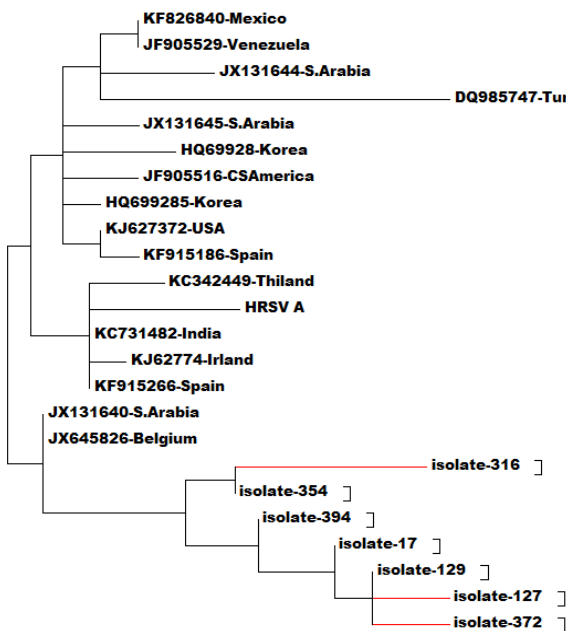 KF826840-Mexico
JF905529-Venezuela
JX131644-S.Arabia
DQ985747-Tur
JX131645-S.Arabia
HQ69928-Korea
JF905516-CSAmerica
HQ699285-Korea
KJ627372-USA
KF915186-Spain
KC342449-Thiland
HRSV A
KC731482-India
KJ62774-Irland
KF915266-Spain
JX131640-S.Arabia
JX645826-Belgium
isolate-316
isolate-354
isolate-394
isolate-17
isolate-129
isolate-127
isolate-372